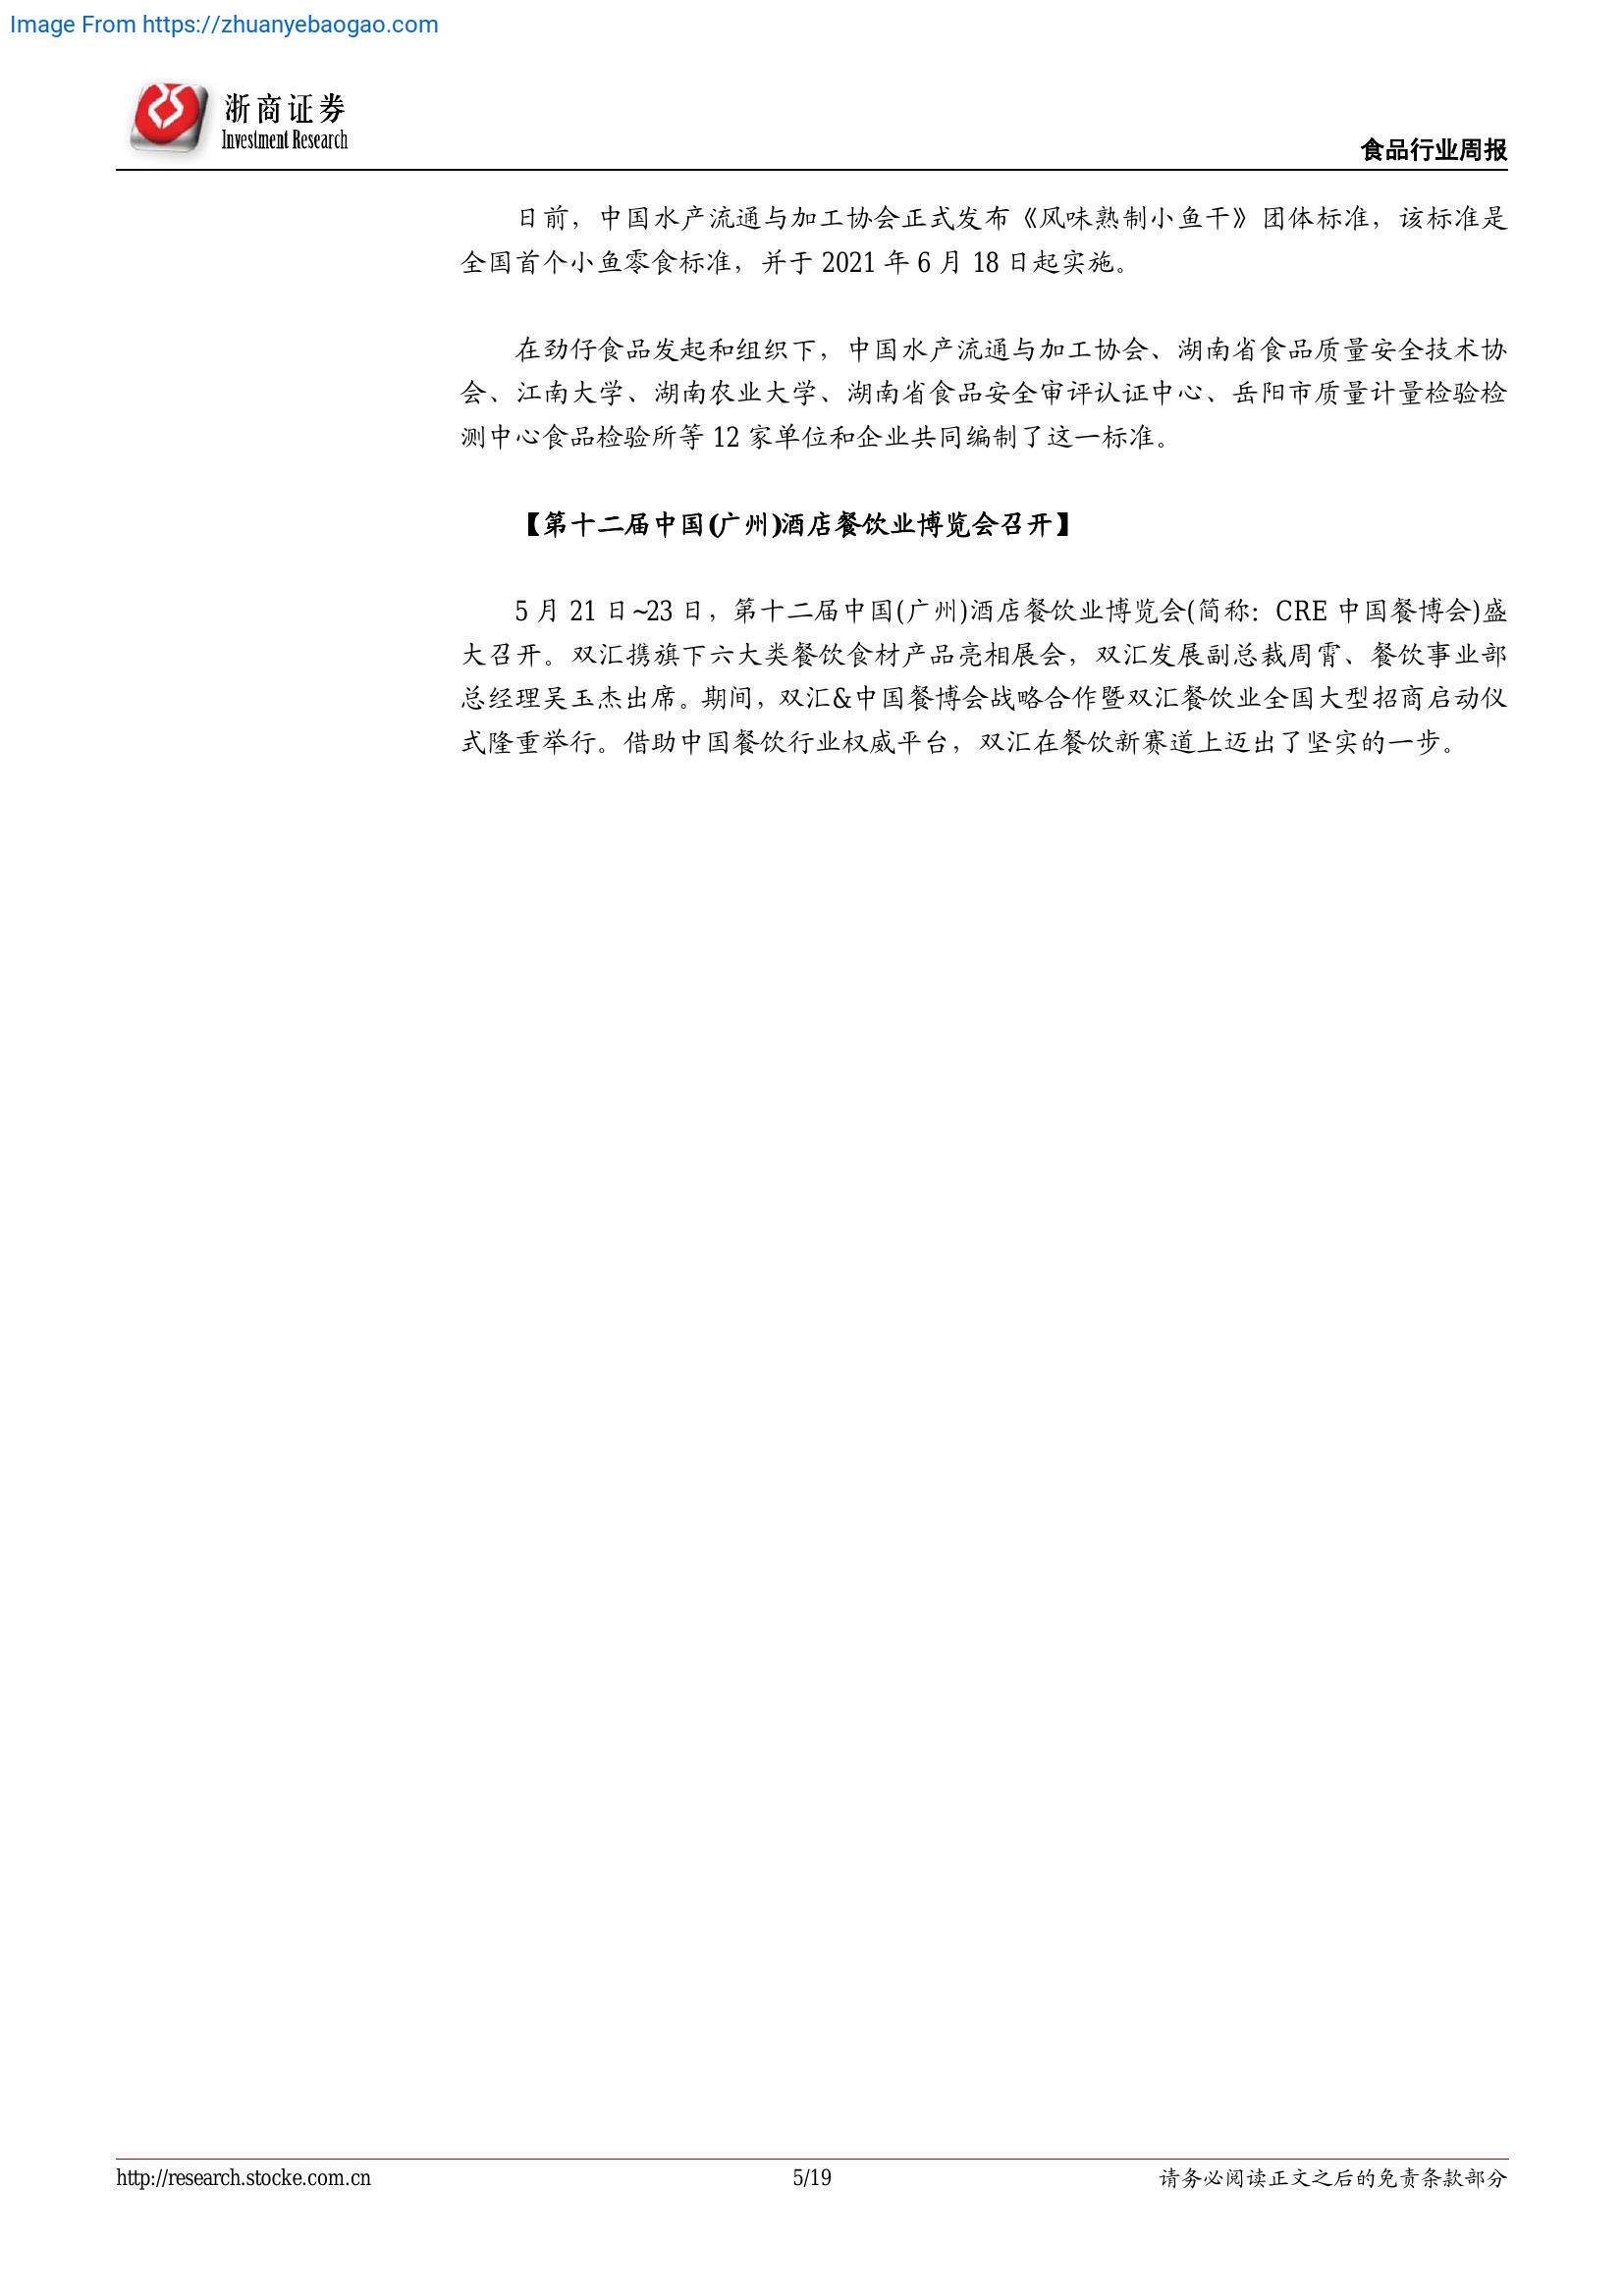 Image From https://zhuanyebaogao.com
浙商证券
Investment Research
食品行业周报
日前，中国水产流通与加工协会正式发布《风味熟制小鱼干》团体标准，该标准是
全国首个小鱼零食标准，并于 2021 年 6 月 18 日起实施。
在劲仔食品发起和组织下，中国水产流通与加工协会、湖南省食品质量安全技术协
会、江南大学、湖南农业大学、湖南省食品安全审评认证中心、岳阳市质量计量检验检
测中心食品检验所等 12 家单位和企业共同编制了这一标准。
【第十二届中国(广州)酒店餐饮业博览会召开】
5 月 21 日~23 日，第十二届中国(广州)酒店餐饮业博览会(简称：CRE 中国餐博会)盛
大召开。双汇携旗下六大类餐饮食材产品亮相展会，双汇发展副总裁周霄、餐饮事业部
总经理吴玉杰出席。期间，双汇&中国餐博会战略合作暨双汇餐饮业全国大型招商启动仪
式隆重举行。借助中国餐饮行业权威平台，双汇在餐饮新赛道上迈出了坚实的一步。
http://research.stocke.com.cn
5/19
请务必阅读正文之后的免责条款部分